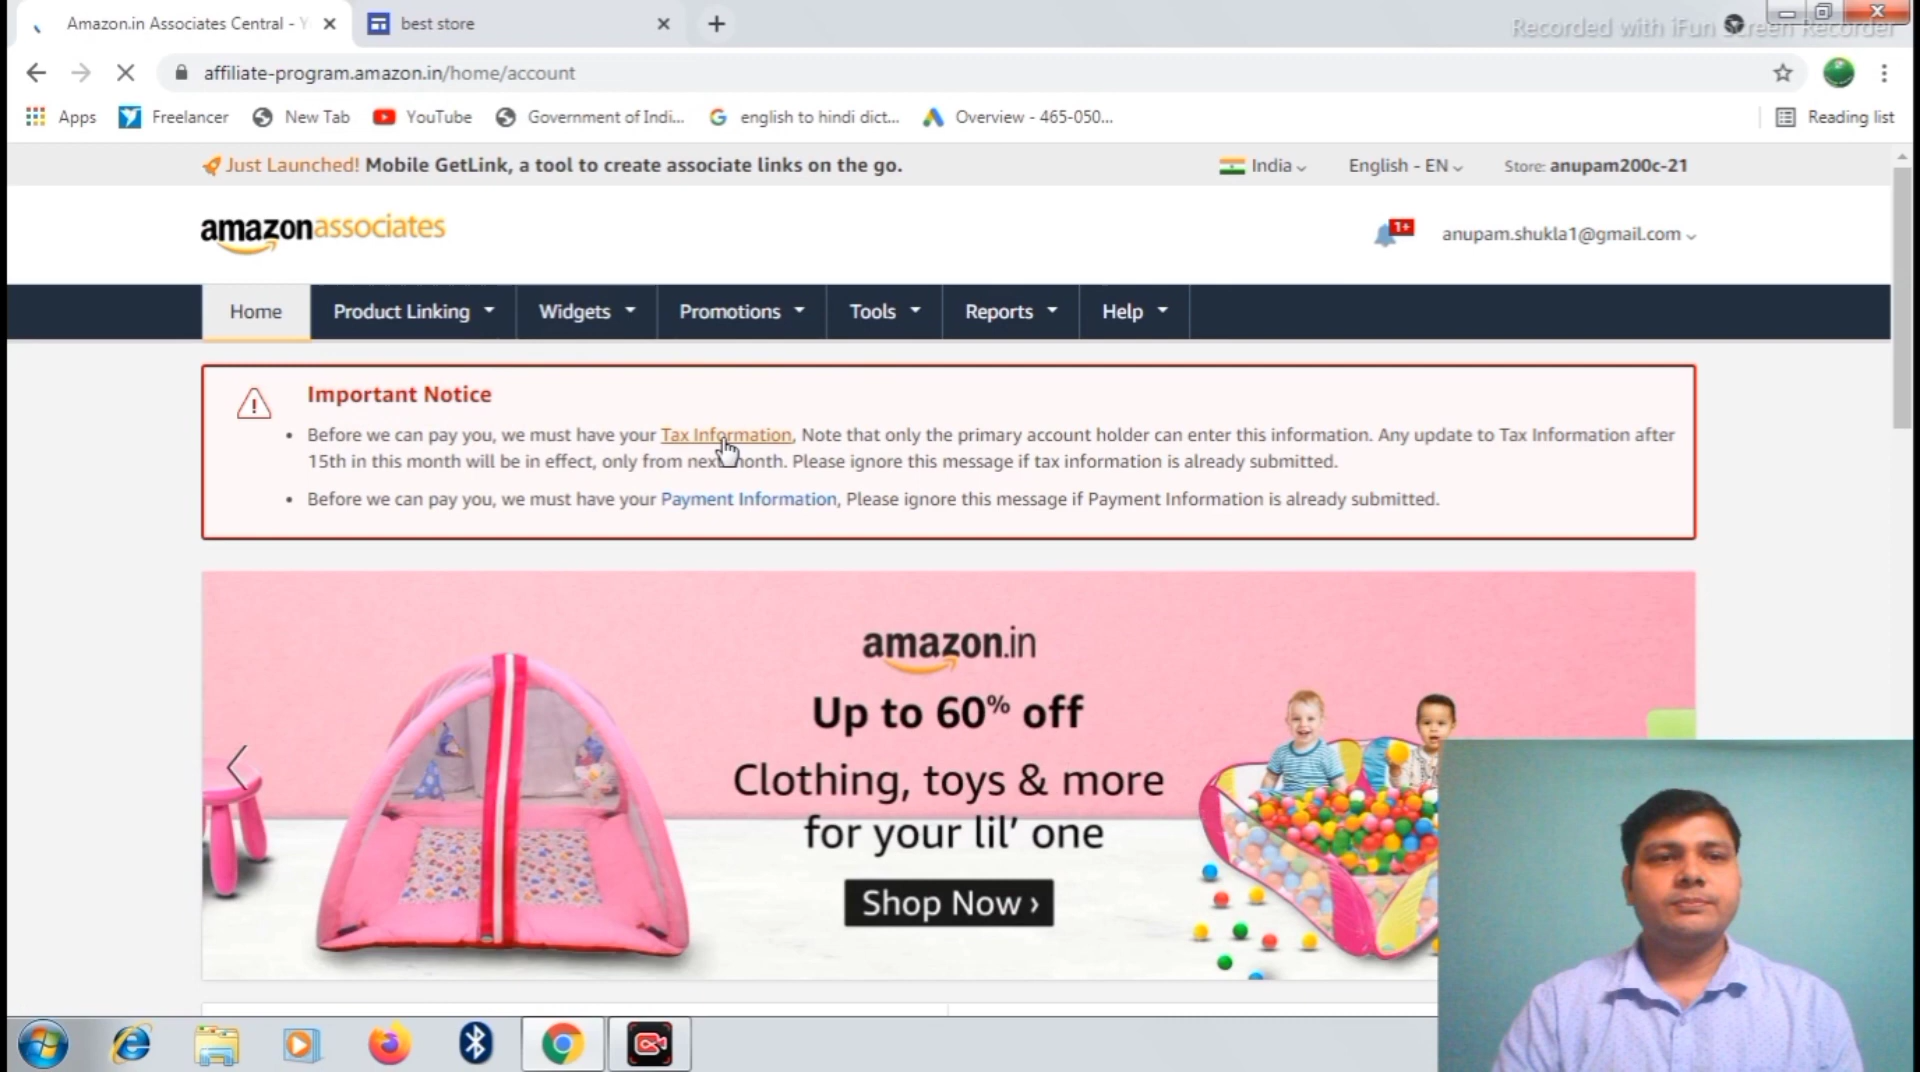 Amazon.in Associates Central - Y
best store
Recorded with iFun Screen Recorder
affiliate-program.amazon.in/home/account
Apps
Freelancer
New Tab
YouTube
Government of Indi...
english to hindi dict...
Overview - 465-050...
Reading list
Just Launched! Mobile GetLink, a tool to create associate links on the go.
India
English - EN
Store: anupam200c-21
amazonassociates
1+
anupam.shukla1@gmail.com
Home
Product Linking
Widgets
Promotions
Tools
Reports
Help
Important Notice
• Before we can pay you, we must have your Tax Information, Note that only the primary account holder can enter this information. Any update to Tax Information after
15th in this month will be in effect, only from next month. Please ignore this message if tax information is already submitted.
• Before we can pay you, we must have your Payment Information, Please ignore this message if Payment Information is already submitted.
amazon.in
Up to 60% off
Clothing, toys & more
for your lil’ one
Shop Now ›